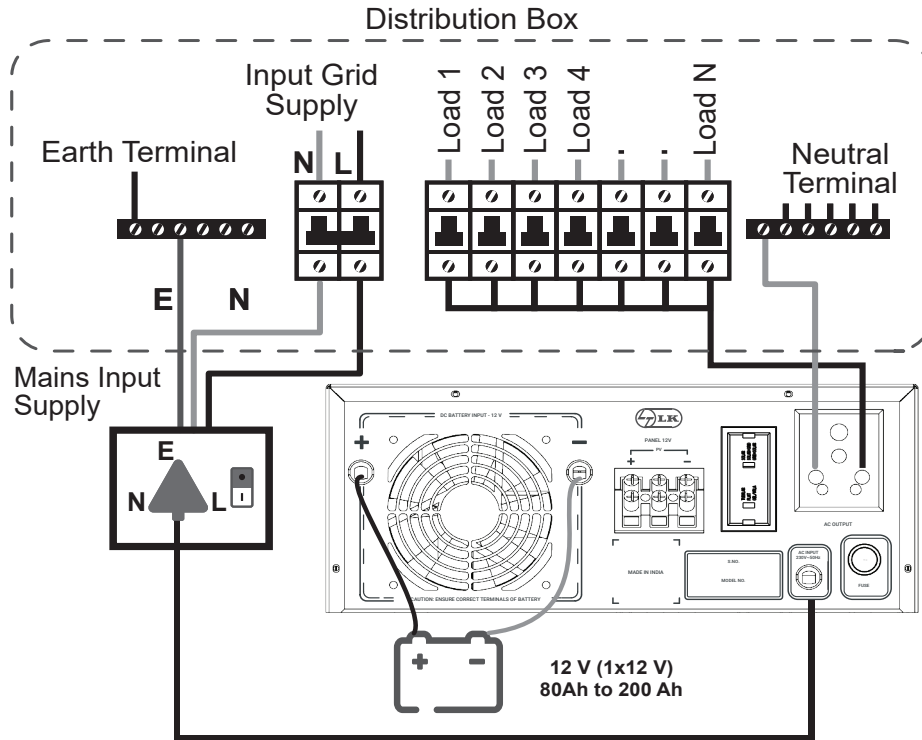 Distribution Box
Input Grid
Supply
Load 1
Load 2
Load 3
Load 4
.
.
Load N
Earth Terminal
N L
Neutral
Terminal
E N
Mains Input
Supply
E
N L
I
DC BATTERY INPUT - 12 V
+ −
LK
PANEL 12V
PV
+ −
AC OUTPUT
MADE IN INDIA
S.NO.
MODEL NO.
AC INPUT
230V~50Hz
FUSE
CAUTION: ENSURE CORRECT TERMINALS OF BATTERY
+ −
12 V (1x12 V)
80Ah to 200 Ah